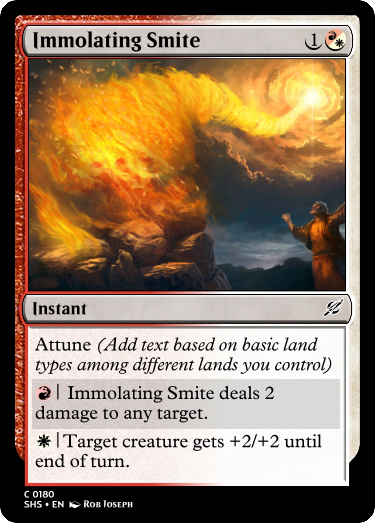 Immolating Smite 1
Instant
Attune (Add text based on basic land
types among different lands you control)
| Immolating Smite deals 2
damage to any target.
| Target creature gets +2/+2 until
end of turn.
C 0180
SHS • EN Rob Joseph